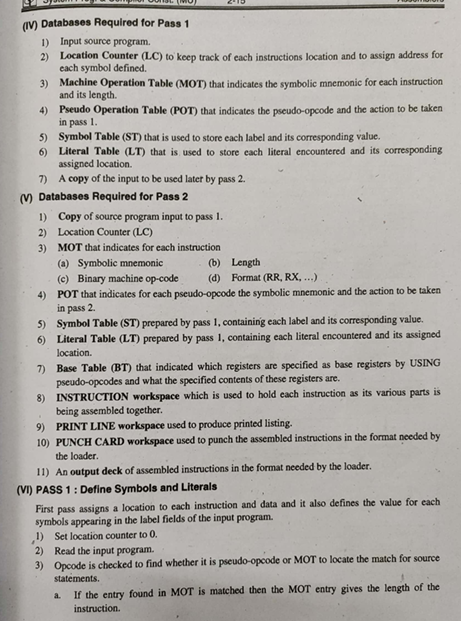 System Progr & Compiler Const. (MU) 2-15 Assemblers
(IV) Databases Required for Pass 1
1) Input source program.
2) Location Counter (LC) to keep track of each instructions location and to assign address for
each symbol defined.
3) Machine Operation Table (MOT) that indicates the symbolic mnemonic for each instruction
and its length.
4) Pseudo Operation Table (POT) that indicates the pseudo-opcode and the action to be taken
in pass 1.
5) Symbol Table (ST) that is used to store each label and its corresponding value.
6) Literal Table (LT) that is used to store each literal encountered and its corresponding
assigned location.
7) A copy of the input to be used later by pass 2.
(V) Databases Required for Pass 2
1) Copy of source program input to pass 1.
2) Location Counter (LC)
3) MOT that indicates for each instruction
(a) Symbolic mnemonic (b) Length
(c) Binary machine op-code (d) Format (RR, RX, ...)
4) POT that indicates for each pseudo-opcode the symbolic mnemonic and the action to be taken
in pass 2.
5) Symbol Table (ST) prepared by pass 1, containing each label and its corresponding value.
6) Literal Table (LT) prepared by pass 1, containing each literal encountered and its assigned
location.
7) Base Table (BT) that indicated which registers are specified as base registers by USING
pseudo-opcodes and what the specified contents of these registers are.
8) INSTRUCTION workspace which is used to hold each instruction as its various parts is
being assembled together.
9) PRINT LINE workspace used to produce printed listing.
10) PUNCH CARD workspace used to punch the assembled instructions in the format needed by
the loader.
11) An output deck of assembled instructions in the format needed by the loader.
(VI) PASS 1 : Define Symbols and Literals
First pass assigns a location to each instruction and data and it also defines the value for each
symbols appearing in the label fields of the input program.
1) Set location counter to 0.
2) Read the input program.
3) Opcode is checked to find whether it is pseudo-opcode or MOT to locate the match for source
statements.
a. If the entry found in MOT is matched then the MOT entry gives the length of the
instruction.